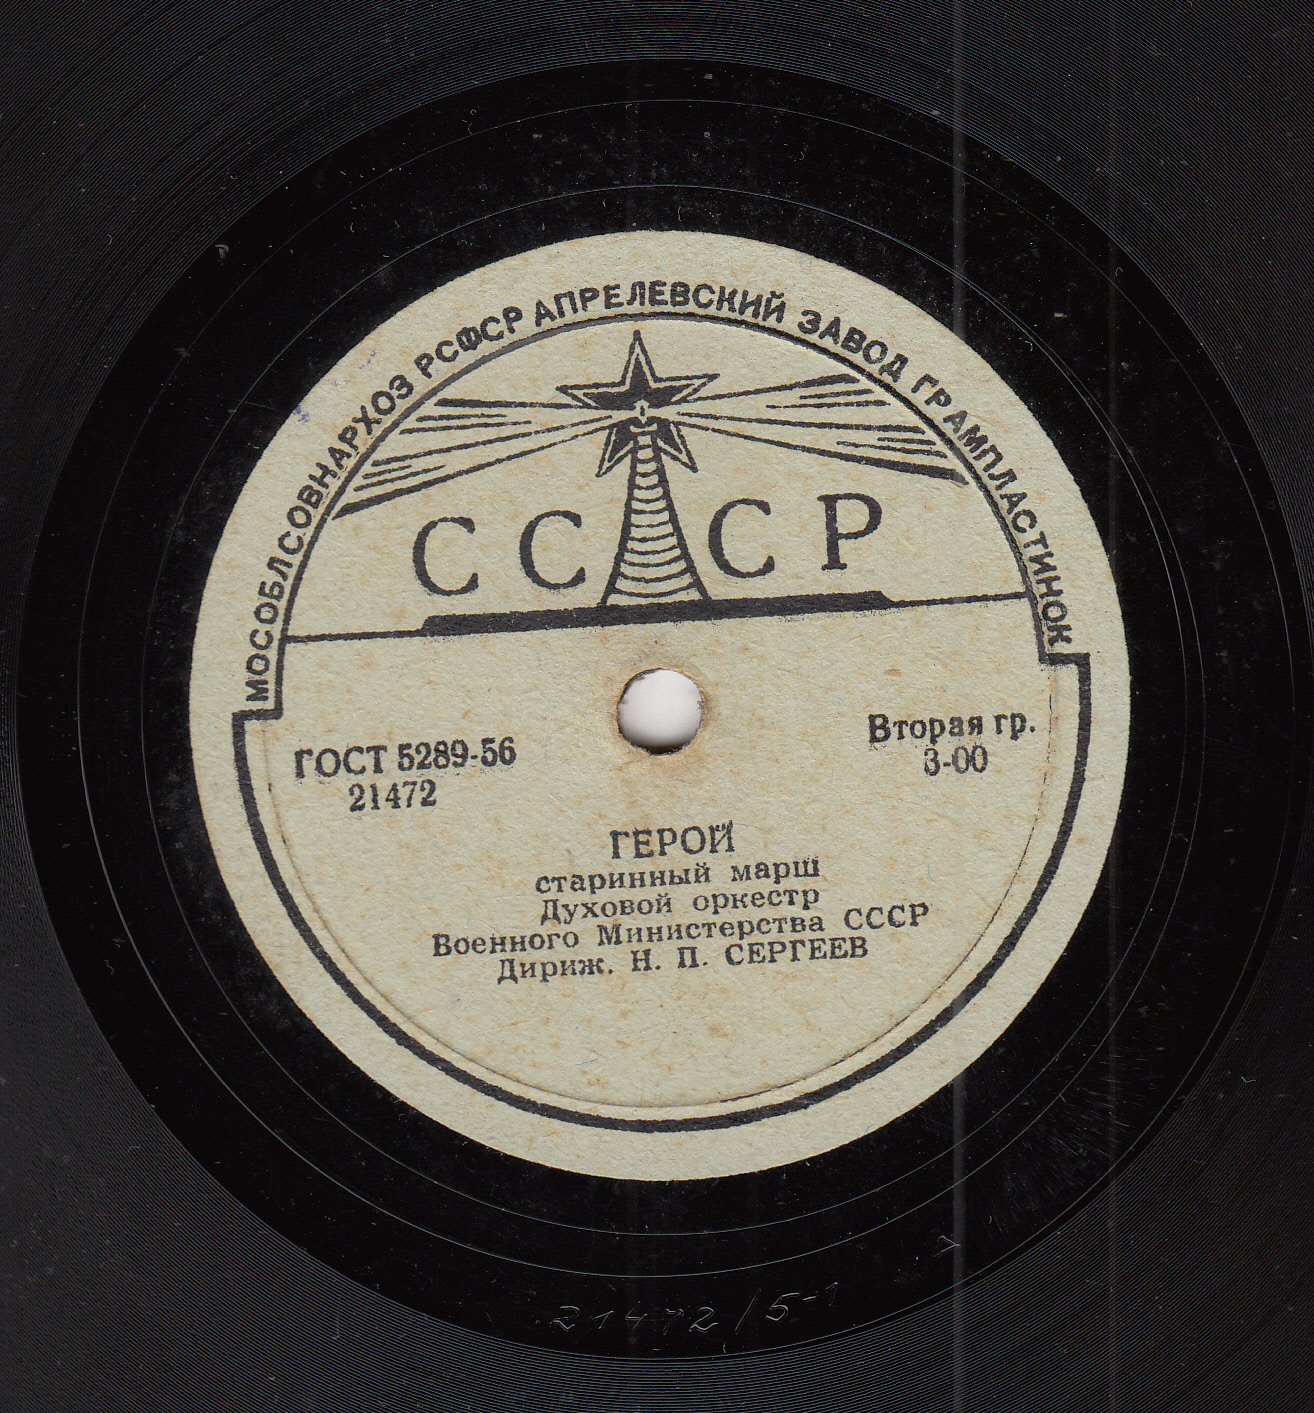 МОСОБЛСОВНАРХОЗ РСФСР АПРЕЛЕВСКИЙ ЗАВОД ГРАМПЛАСТИНОК
СССР
ГОСТ 5289-56
21472
Вторая гр.
3-00
ГЕРОЙ
старинный марш
Духовой оркестр
Военного Министерства СССР
Дириж. Н. П. СЕРГЕЕВ
21472/5-1